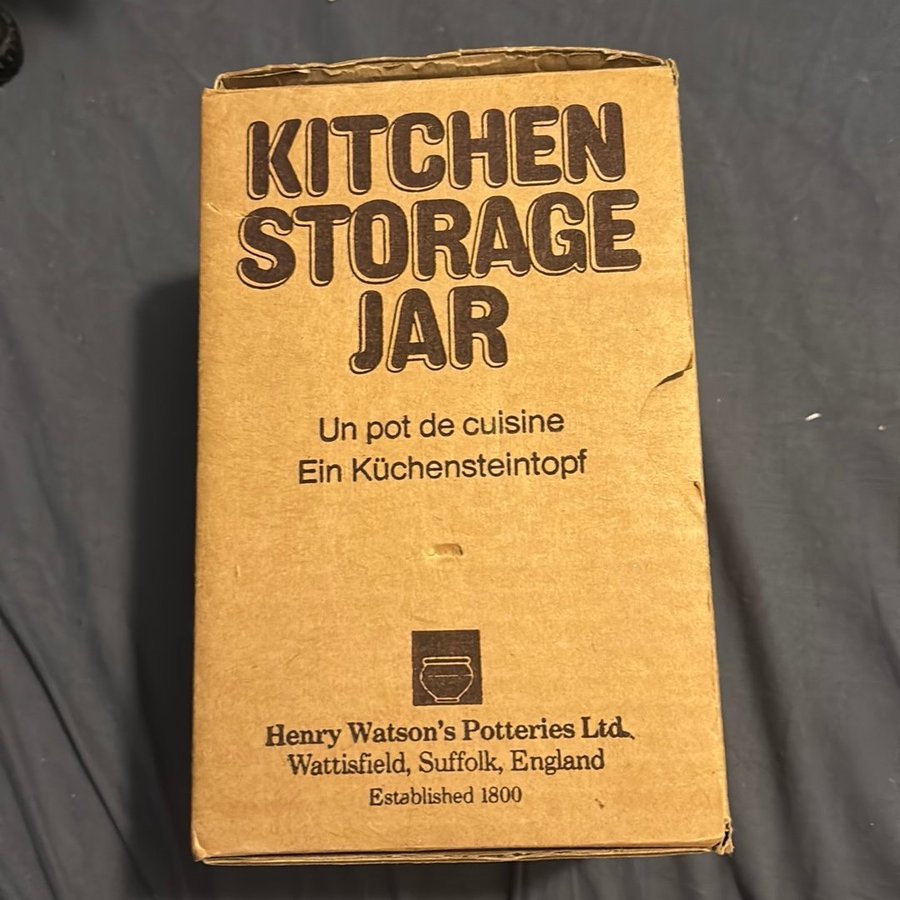 KITCHEN
STORAGE
JAR
Un pot de cuisine
Ein Küchensteintopf
Henry Watson's Potteries Ltd.,
Wattisfield, Suffolk, England
Established 1800